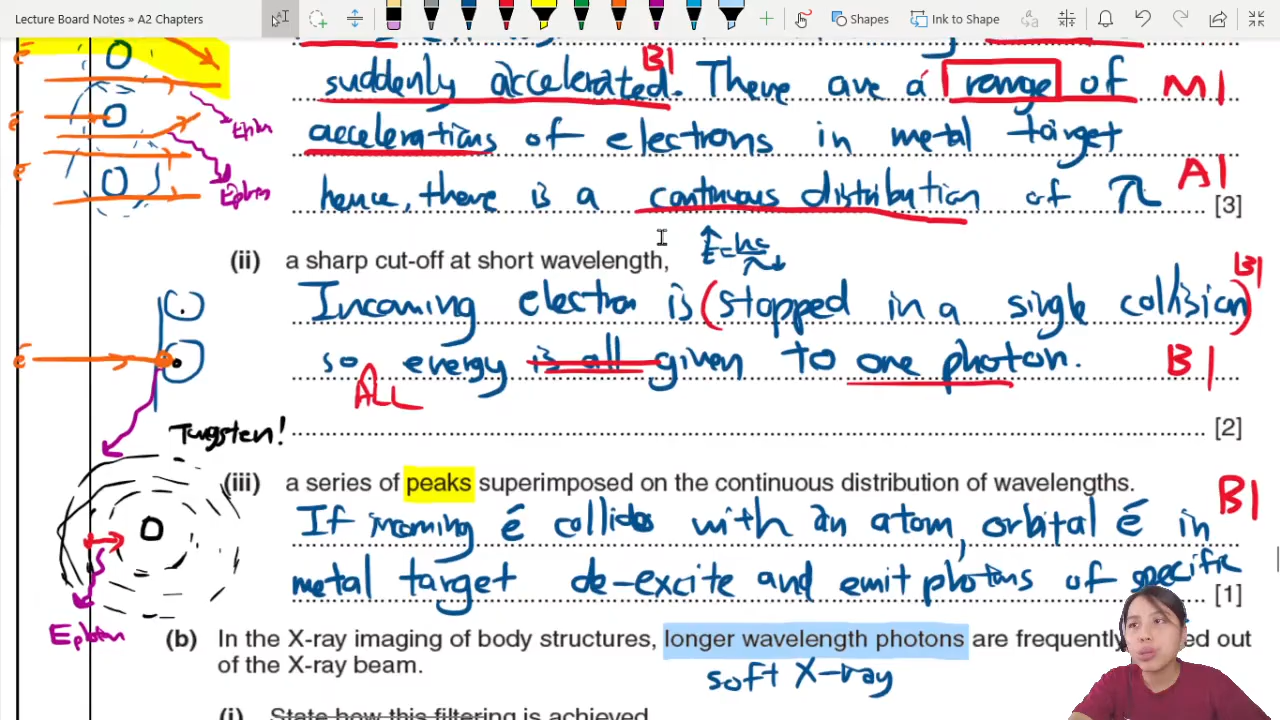 Lecture Board Notes » A2 Chapters
Shapes
Ink to Shape
suddenly accelerated. There are a range of
B1
M1
accelerations of electrons in metal target
hence, there is a continuous distribution of λ
A1
[3]
(ii) a sharp cut-off at short wavelength,
↑E = hc/λ↓
Incoming electron is (stopped in a single collision)
B1
so energy is all given to one photon.
ALL
B1
[2]
Tungsten!
(iii) a series of peaks superimposed on the continuous distribution of wavelengths.
B1
If incoming e collides with an atom, orbital e in
metal target de-excite and emit photons of specific
[1]
Ephoton
(b) In the X-ray imaging of body structures, longer wavelength photons are frequently out
of the X-ray beam.
soft X-ray
(i) State how this filtering is achieved.